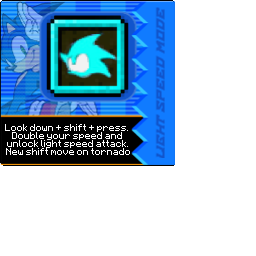 LIGHT SPEED MODE
Look down + shift + press.
Double your speed and
unlock light speed attack.
New shift move on tornado